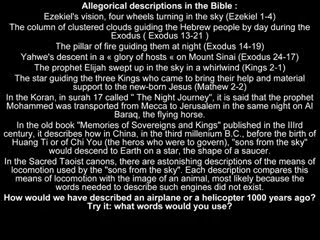 Allegorical descriptions in the Bible :
Ezekiel's vision, four wheels turning in the sky (Ezekiel 1-4)
The column of clustered clouds guiding the Hebrew people by day during the
Exodus ( Exodus 13-21 )
The pillar of fire guiding them at night (Exodus 14-19)
Yahwe's descent in a « glory of hosts « on Mount Sinai (Exodus 24-17)
The prophet Elijah swept up in the sky in a whirlwind (Kings 2-1)
The star guiding the three Kings who came to bring their help and material
support to the new-born Jesus (Mathew 2-2)
In the Koran, in surah 17 called " The Night Journey", it is said that the prophet
Mohammed was transported from Mecca to Jerusalem in the same night on Al
Baraq, the flying horse.
In the old book "Memories of Sovereigns and Kings" published in the IIIrd
century, it describes how in China, in the third millenium B.C., before the birth of
Huang Ti or of Chi You (the heros who were to govern), "sons from the sky"
would descend to Earth on a star, the shape of a saucer.
In the Sacred Taoist canons, there are astonishing descriptions of the means of
locomotion used by the "sons from the sky". Each description compares this
means of locomotion with the image of an animal, most likely because the
words needed to describe such engines did not exist.
How would we have described an airplane or a helicopter 1000 years ago?
Try it: what words would you use?